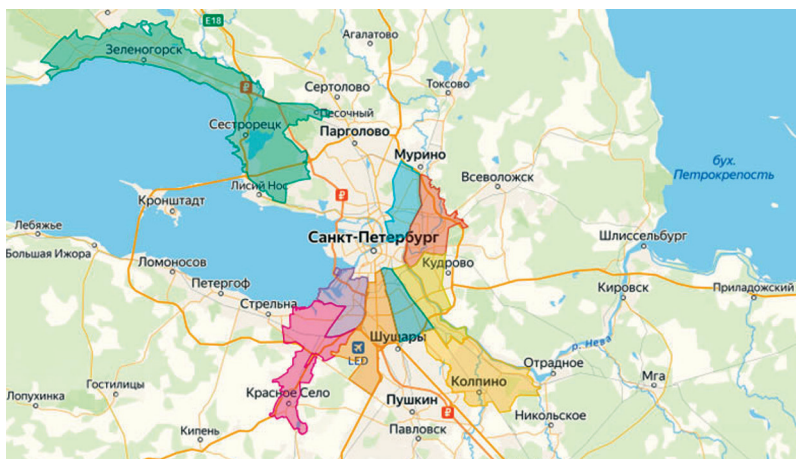 E18
Зеленогорск
Агалатово
Сертолово
Токсово
Песочный
Сестрорецк
Парголово
Мурино
Всеволожск
бух.
Петрокрепость
Лисий Нос
Кронштадт
Санкт-Петербург
Лебяжье
Большая Ижора
Ломоносов
Петергоф
Стрельна
Кудрово
Шлиссельбург
Кировск
Приладожский
Шушары
LED
р. Нева
Отрадное
Мга
Лопухинка
Гостилицы
Красное Село
Колпино
Пушкин
Никольское
Кипень
Павловск